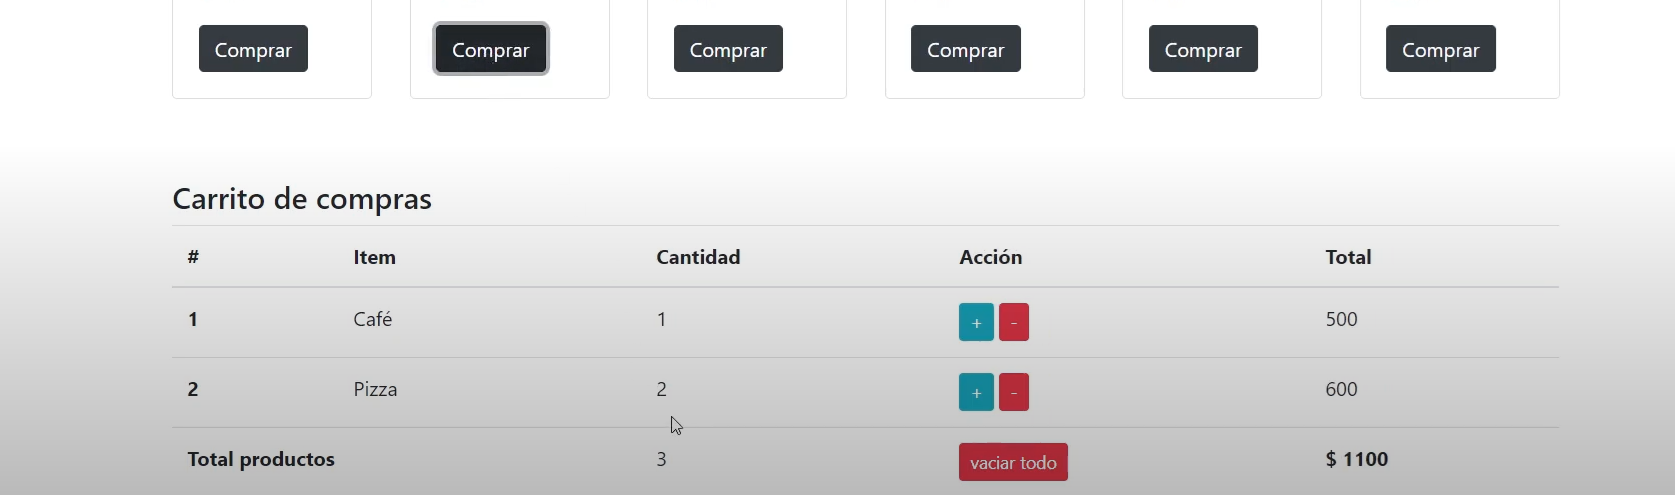 Comprar Comprar Comprar Comprar Comprar Comprar
Carrito de compras
# Item Cantidad Acción Total
1 Café 1 + - 500
2 Pizza 2 + - 600
Total productos 3 vaciar todo $ 1100